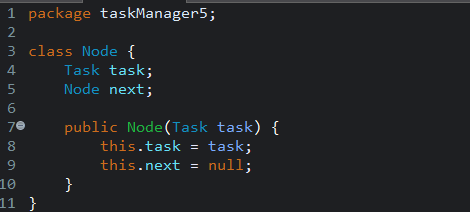 1 package taskManager5;
2
3 class Node {
4     Task task;
5     Node next;
6
7     public Node(Task task) {
8         this.task = task;
9         this.next = null;
10     }
11 }